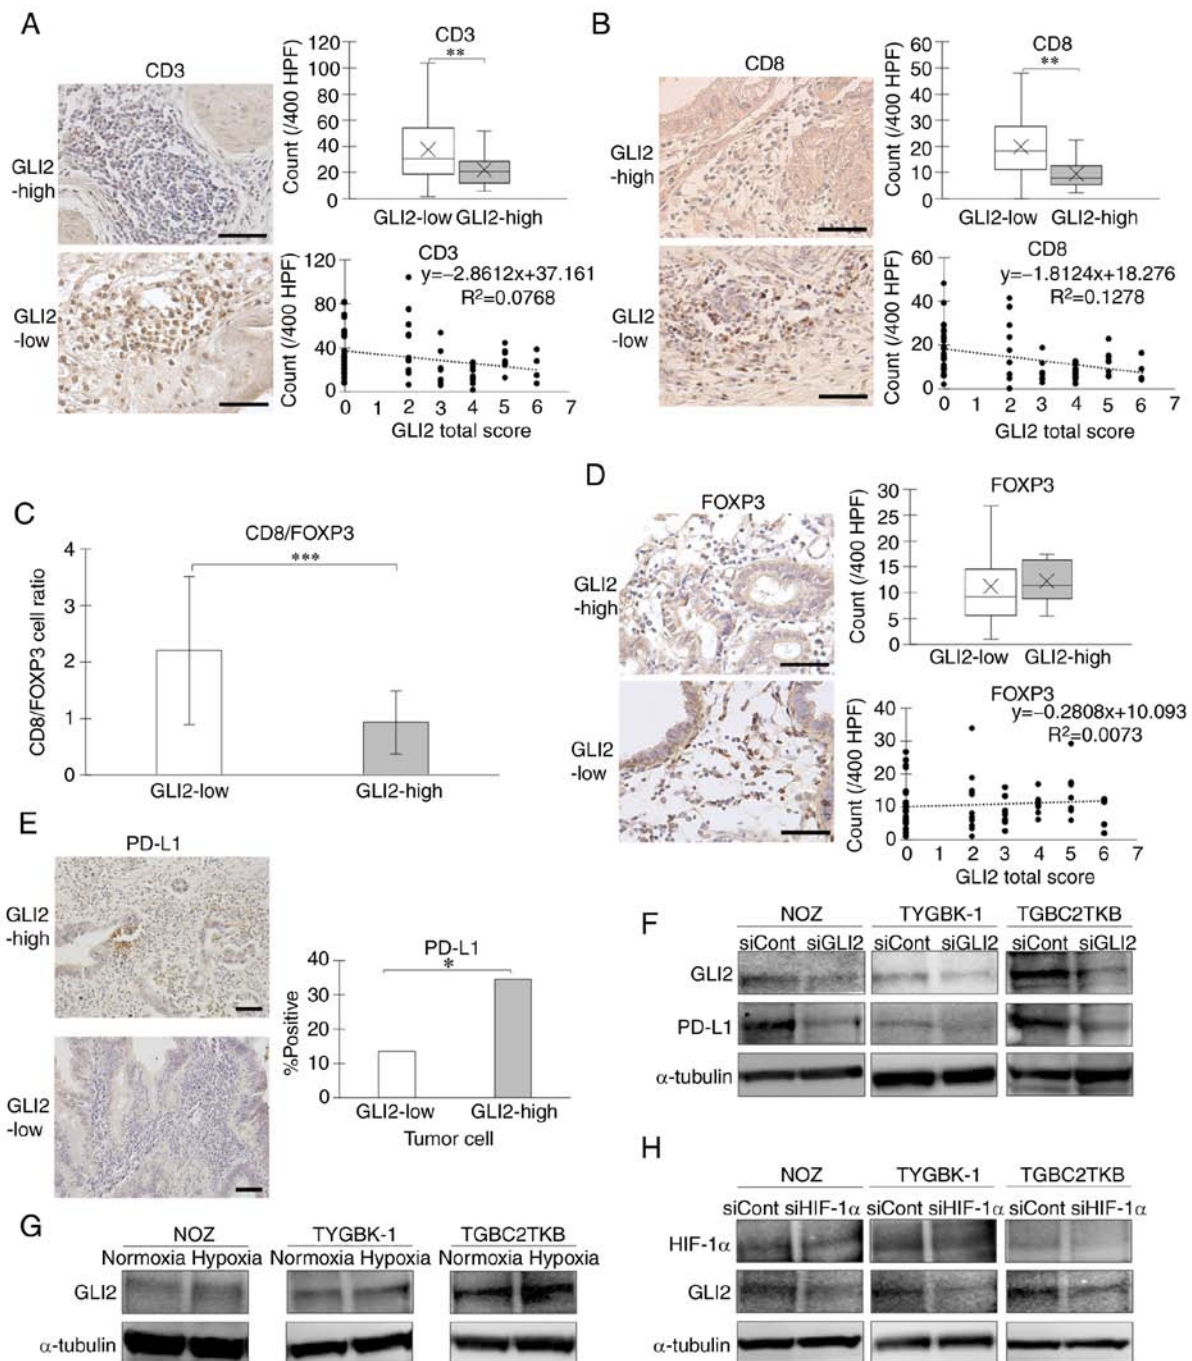 A
CD3
GLI2
-high
GLI2
-low
CD3
**
Count (/400 HPF)
120
100
80
60
40
20
0
GLI2-low GLI2-high
CD3
y=−2.8612x+37.161
R²=0.0768
Count (/400 HPF)
120
80
40
0
0 1 2 3 4 5 6 7
GLI2 total score
B
CD8
GLI2
-high
GLI2
-low
CD8
**
Count (/400 HPF)
60
50
40
30
20
10
0
GLI2-low GLI2-high
CD8
y=−1.8124x+18.276
R²=0.1278
Count (/400 HPF)
60
40
20
0
0 1 2 3 4 5 6 7
GLI2 total score
C
CD8/FOXP3
***
CD8/FOXP3 cell ratio
4
3
2
1
0
GLI2-low GLI2-high
D
FOXP3
GLI2
-high
GLI2
-low
FOXP3
Count (/400 HPF)
30
25
20
15
10
5
0
GLI2-low GLI2-high
FOXP3
y=−0.2808x+10.093
R²=0.0073
Count (/400 HPF)
40
30
20
10
0
0 1 2 3 4 5 6 7
GLI2 total score
E
PD-L1
GLI2
-high
GLI2
-low
PD-L1
*
%Positive
40
30
20
10
0
GLI2-low GLI2-high
Tumor cell
F
NOZ TYGBK-1 TGBC2TKB
siCont siGLI2 siCont siGLI2 siCont siGLI2
GLI2
PD-L1
α-tubulin
G
NOZ TYGBK-1 TGBC2TKB
Normoxia Hypoxia Normoxia Hypoxia Normoxia Hypoxia
GLI2
α-tubulin
H
NOZ TYGBK-1 TGBC2TKB
siCont siHIF-1α siCont siHIF-1α siCont siHIF-1α
HIF-1α
GLI2
α-tubulin